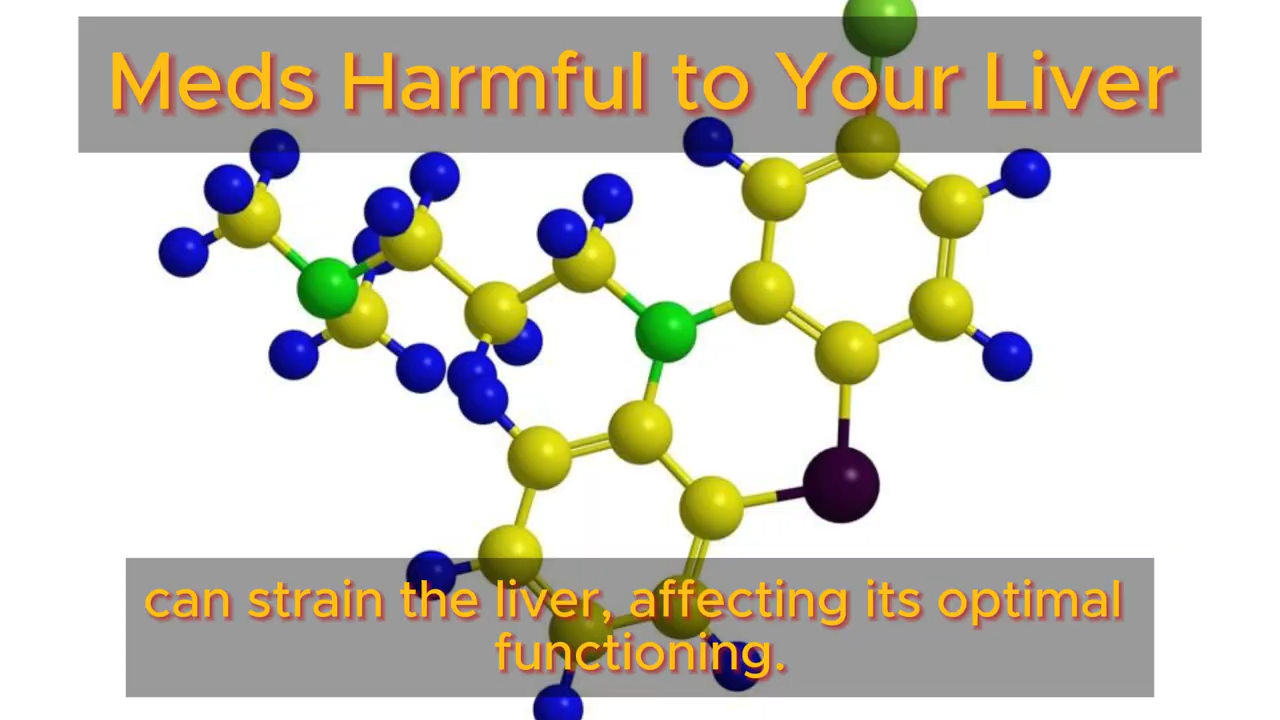 Meds Harmful to Your Liver
can strain the liver, affecting its optimal
functioning.